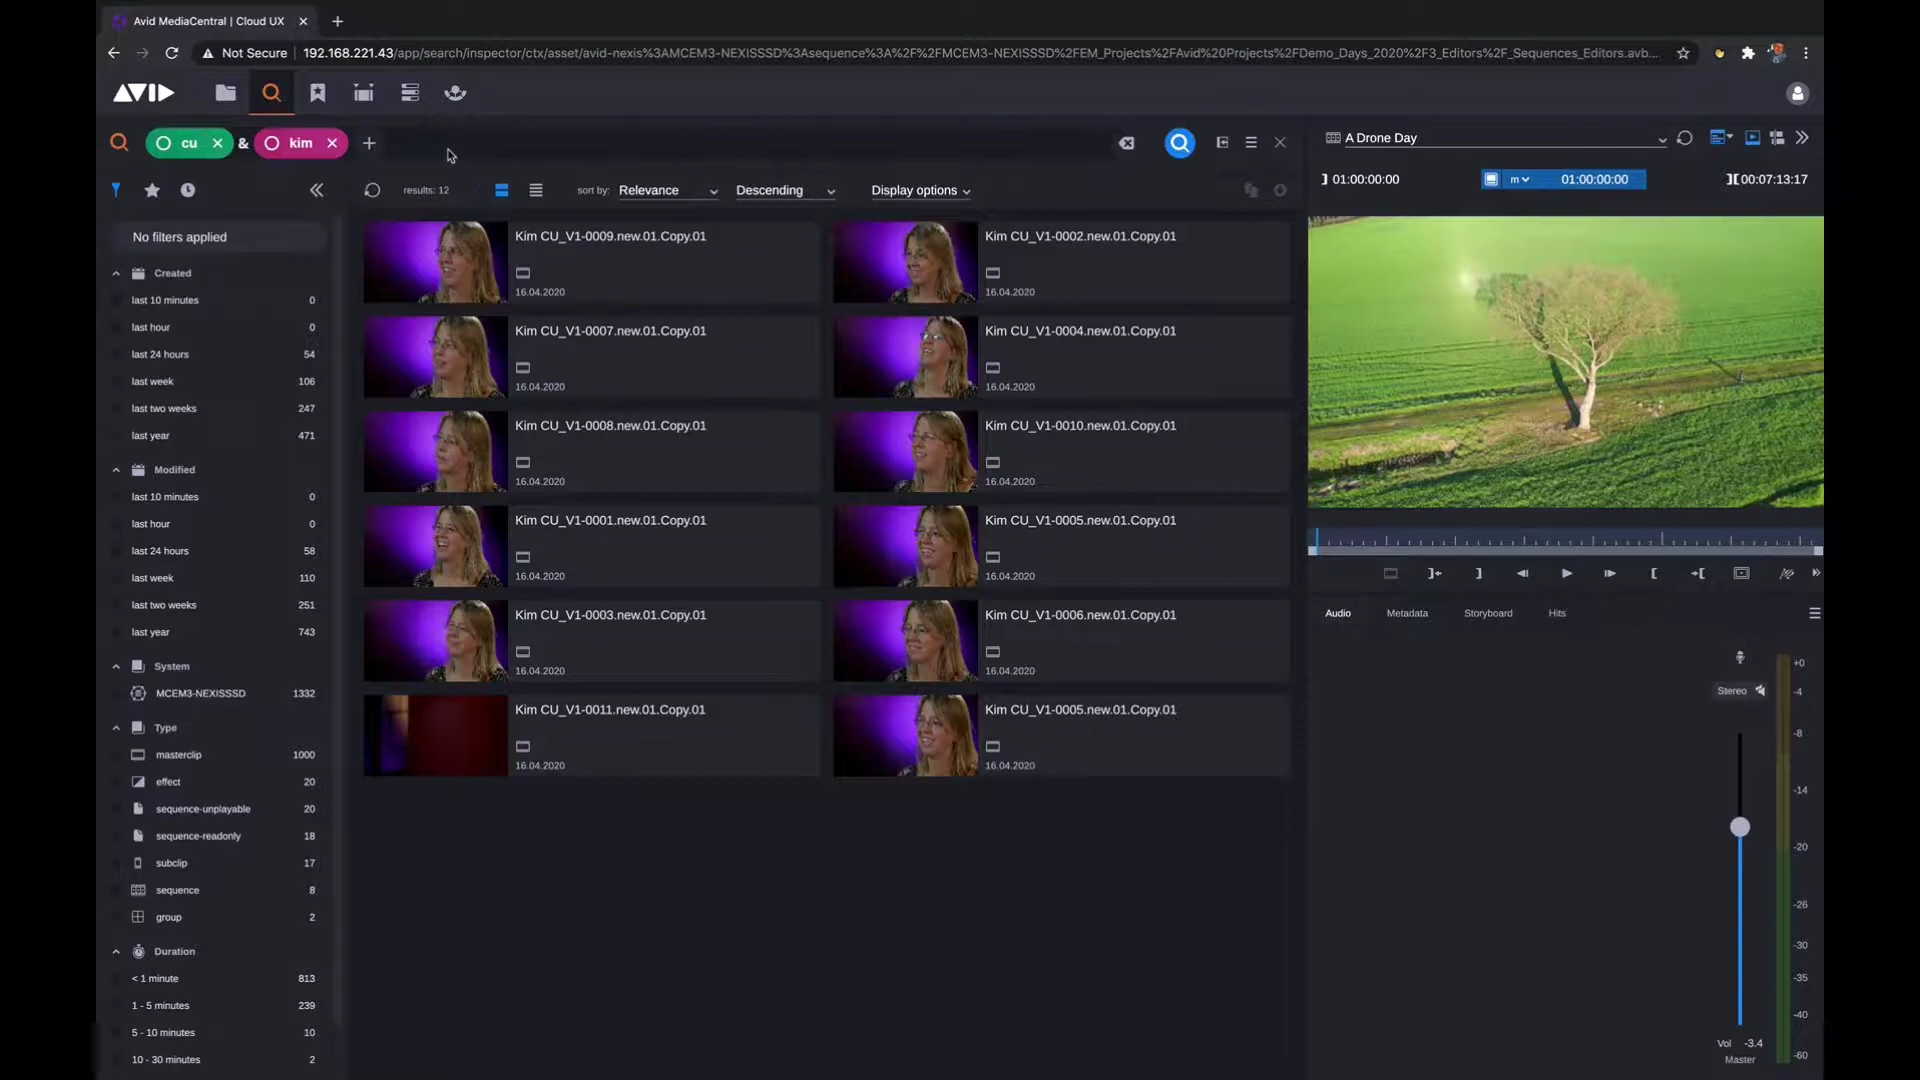 Avid MediaCentral | Cloud UX
Not Secure
192.168.221.43/app/search/inspector/ctx/asset/avid-nexis%3AMCEM3-NEXISSSD%3Asequence%3A%2F%2FMCEM3-NEXISSSD%2FEM_Projects%2FAvid%20Projects%2FDemo_Days_2020%2F3_Editors%2F_Sequences_Editors.avb...
AVID
cu & kim
A Drone Day
results: 12
sort by: Relevance
Descending
Display options
01:00:00:00
m
01:00:00:00
00:07:13:17
No filters applied
Created
last 10 minutes 0
last hour 0
last 24 hours 54
last week 106
last two weeks 247
last year 471
Modified
last 10 minutes 0
last hour 0
last 24 hours 58
last week 110
last two weeks 251
last year 743
System
MCEM3-NEXISSSD 1332
Type
masterclip 1000
effect 20
sequence-unplayable 20
sequence-readonly 18
subclip 17
sequence 8
group 2
Duration
< 1 minute 813
1 - 5 minutes 239
5 - 10 minutes 10
10 - 30 minutes 2
Kim CU_V1-0009.new.01.Copy.01
16.04.2020
Kim CU_V1-0002.new.01.Copy.01
16.04.2020
Kim CU_V1-0007.new.01.Copy.01
16.04.2020
Kim CU_V1-0004.new.01.Copy.01
16.04.2020
Kim CU_V1-0008.new.01.Copy.01
16.04.2020
Kim CU_V1-0010.new.01.Copy.01
16.04.2020
Kim CU_V1-0001.new.01.Copy.01
16.04.2020
Kim CU_V1-0005.new.01.Copy.01
16.04.2020
Kim CU_V1-0003.new.01.Copy.01
16.04.2020
Kim CU_V1-0006.new.01.Copy.01
16.04.2020
Kim CU_V1-0011.new.01.Copy.01
16.04.2020
Kim CU_V1-0005.new.01.Copy.01
16.04.2020
Audio
Metadata
Storyboard
Hits
Stereo
+0
-4
-8
-14
-20
-26
-30
-35
-40
-60
Vol -3.4
Master